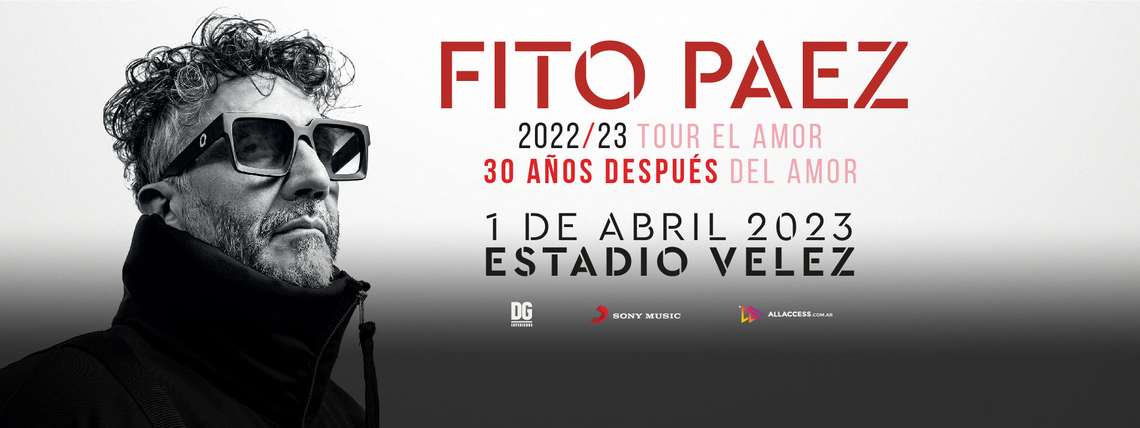 FITO PAEZ
2022/23 TOUR EL AMOR
30 AÑOS DESPUÉS DEL AMOR
1 DE ABRIL 2023
ESTADIO VELEZ
DG
EXPERIENCE
SONY MUSIC
ALLACCESS.COM.AR